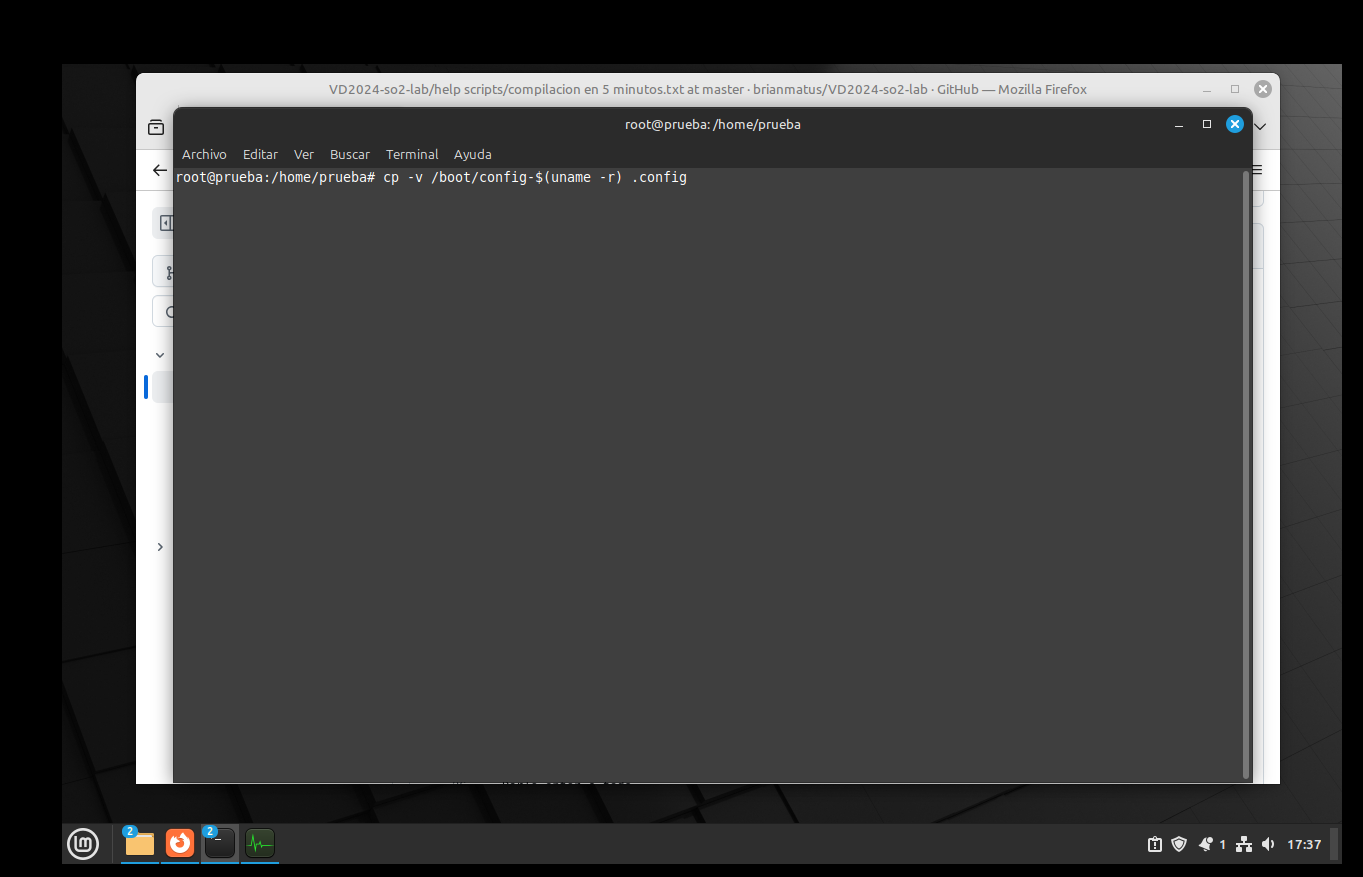 VD2024-so2-lab/help scripts/compilacion en 5 minutos.txt at master · brianmatus/VD2024-so2-lab · GitHub — Mozilla Firefox
root@prueba: /home/prueba
Archivo Editar Ver Buscar Terminal Ayuda
root@prueba:/home/prueba# cp -v /boot/config-$(uname -r) .config
2 2 1 17:37